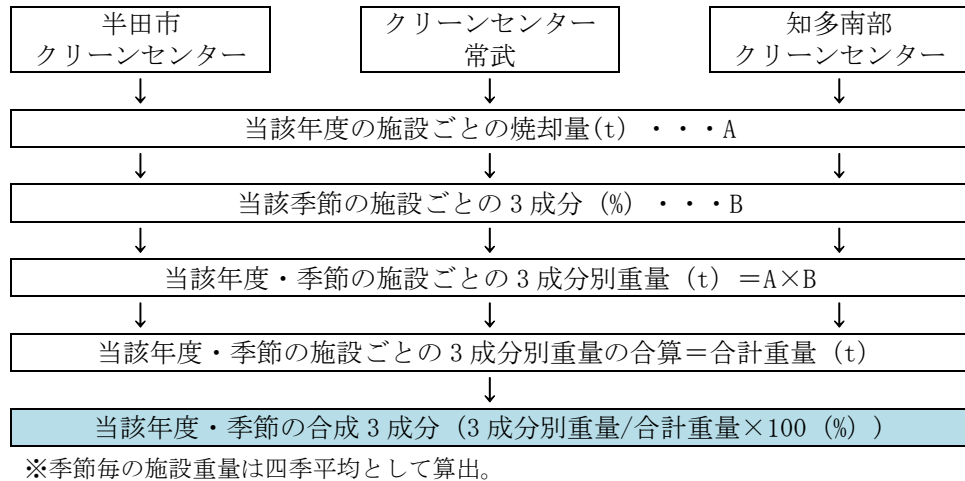 半田市
クリーンセンター
クリーンセンター
常武
知多南部
クリーンセンター
↓ ↓ ↓
当該年度の施設ごとの焼却量(t) ・・・A
↓ ↓ ↓
当該季節の施設ごとの3成分 (%) ・・・B
↓ ↓ ↓
当該年度・季節の施設ごとの3成分別重量 (t) =A×B
↓ ↓ ↓
当該年度・季節の施設ごとの3成分別重量の合算=合計重量 (t)
↓
当該年度・季節の合成3成分 (3成分別重量/合計重量×100 (%) )
※季節毎の施設重量は四季平均として算出。